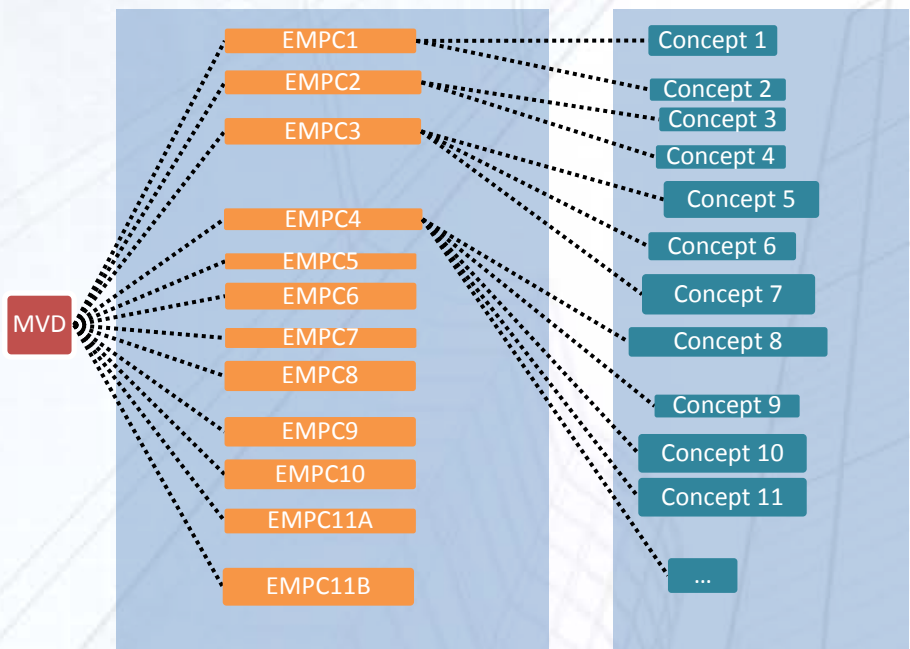 MVD
EMPC1
EMPC2
EMPC3
EMPC4
EMPC5
EMPC6
EMPC7
EMPC8
EMPC9
EMPC10
EMPC11A
EMPC11B
Concept 1
Concept 2
Concept 3
Concept 4
Concept 5
Concept 6
Concept 7
Concept 8
Concept 9
Concept 10
Concept 11
...